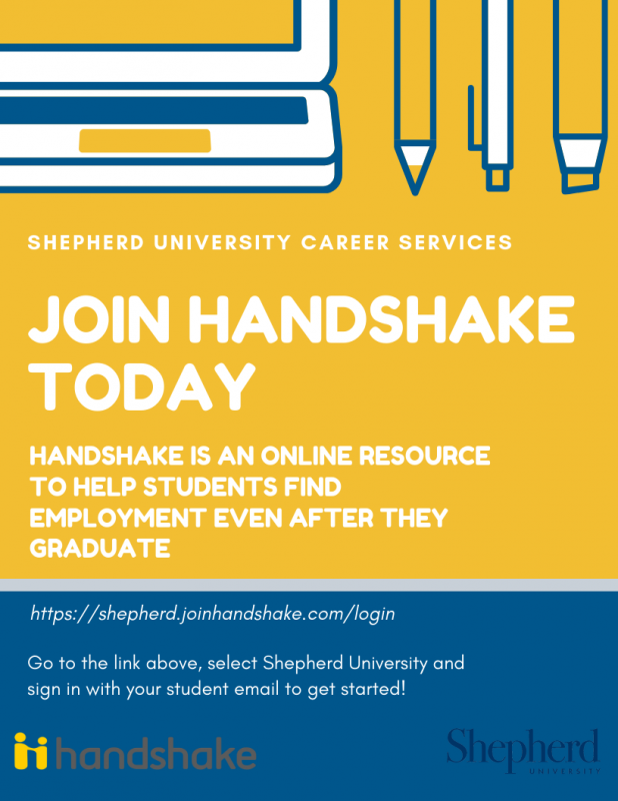 SHEPHERD UNIVERSITY CAREER SERVICES
JOIN HANDSHAKE
TODAY
HANDSHAKE IS AN ONLINE RESOURCE
TO HELP STUDENTS FIND
EMPLOYMENT EVEN AFTER THEY
GRADUATE
https://shepherd.joinhandshake.com/login
Go to the link above, select Shepherd University and
sign in with your student email to get started!
handshake
Shepherd
UNIVERSITY